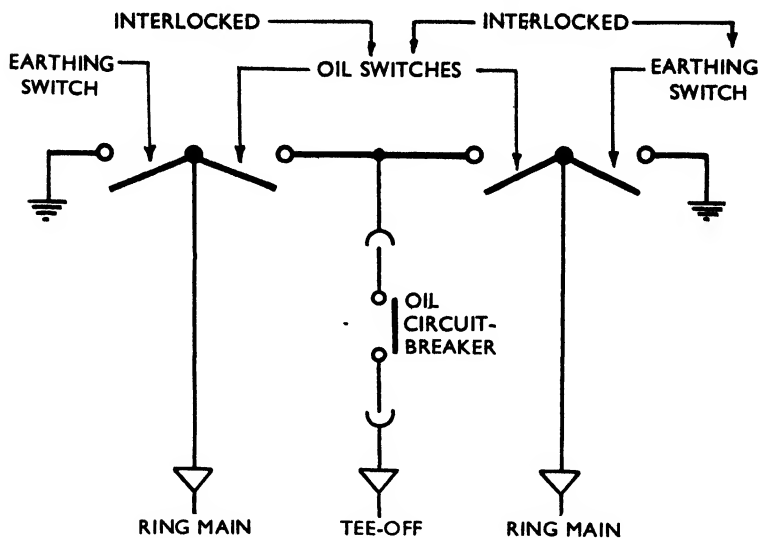 INTERLOCKED
INTERLOCKED
EARTHING
SWITCH
OIL SWITCHES
EARTHING
SWITCH
OIL
CIRCUIT-
BREAKER
RING MAIN
TEE-OFF
RING MAIN